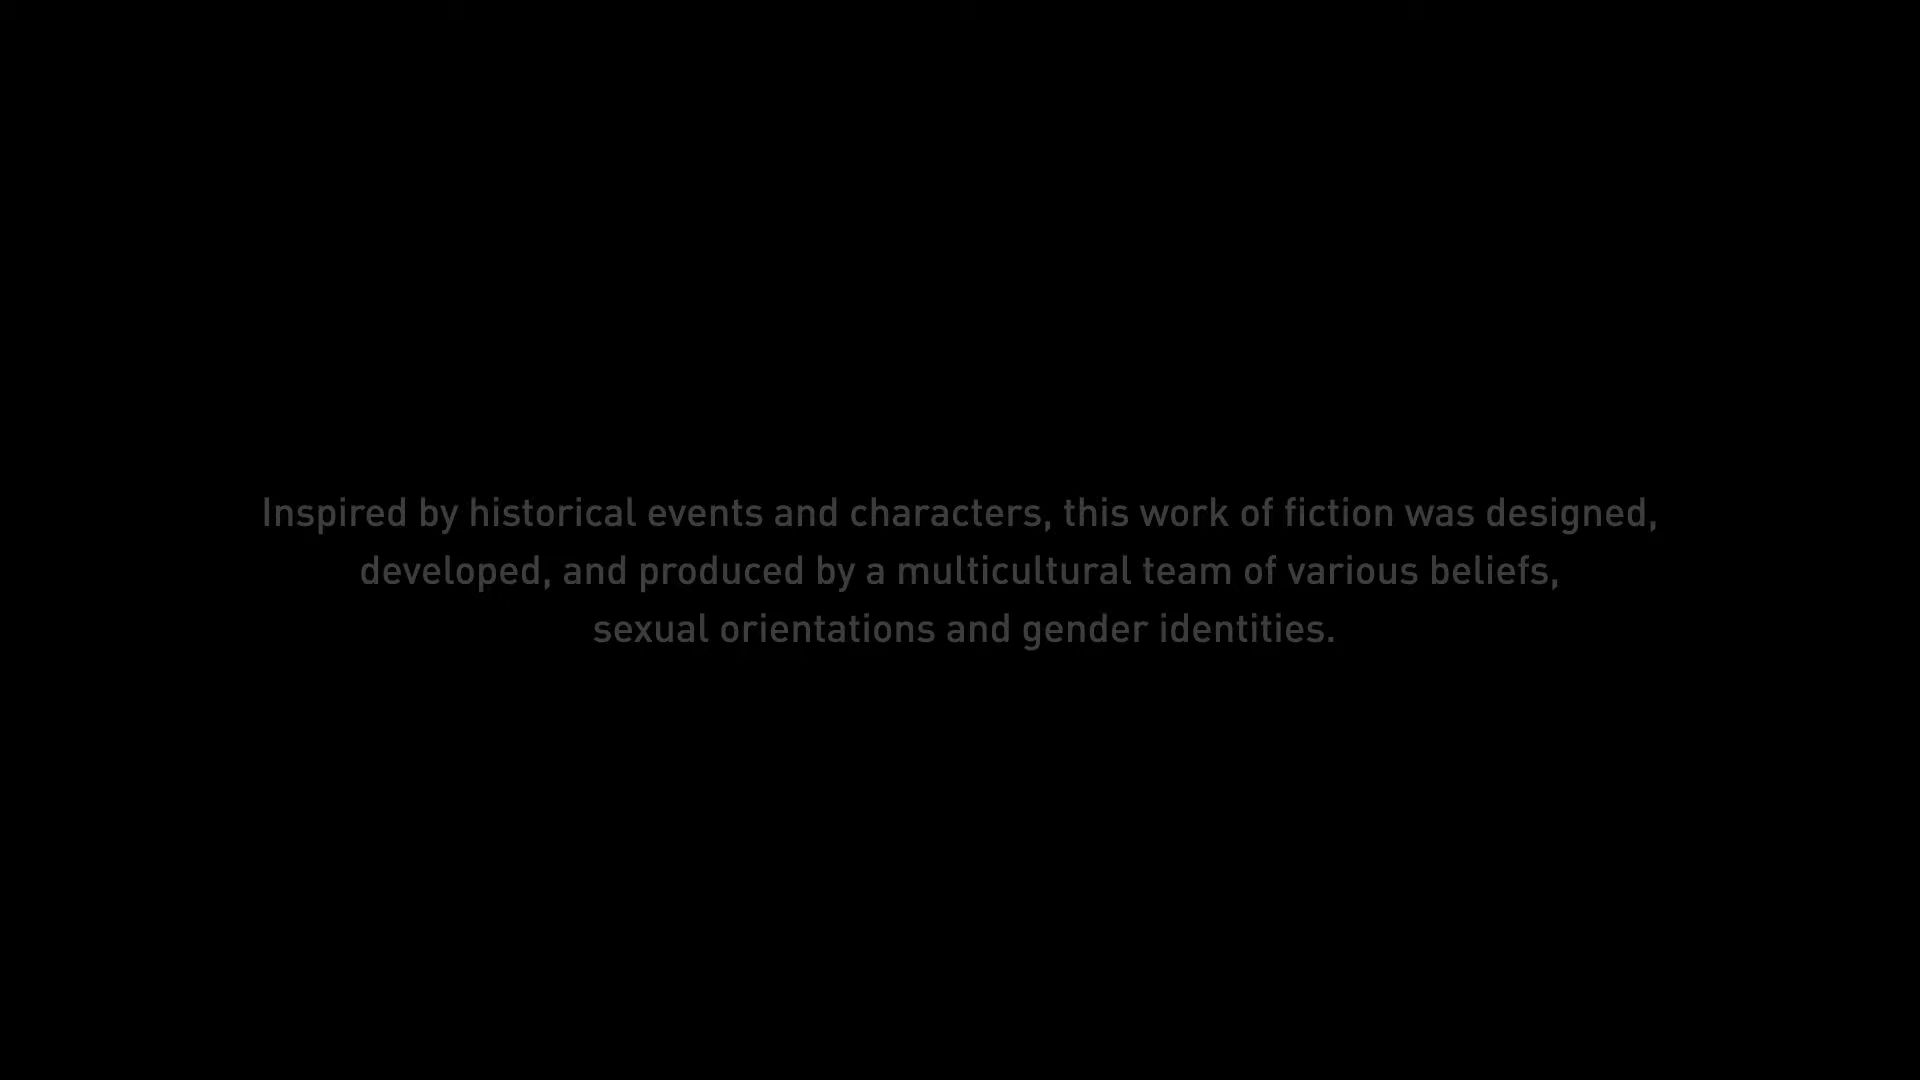 Inspired by historical events and characters, this work of fiction was designed,
developed, and produced by a multicultural team of various beliefs,
sexual orientations and gender identities.